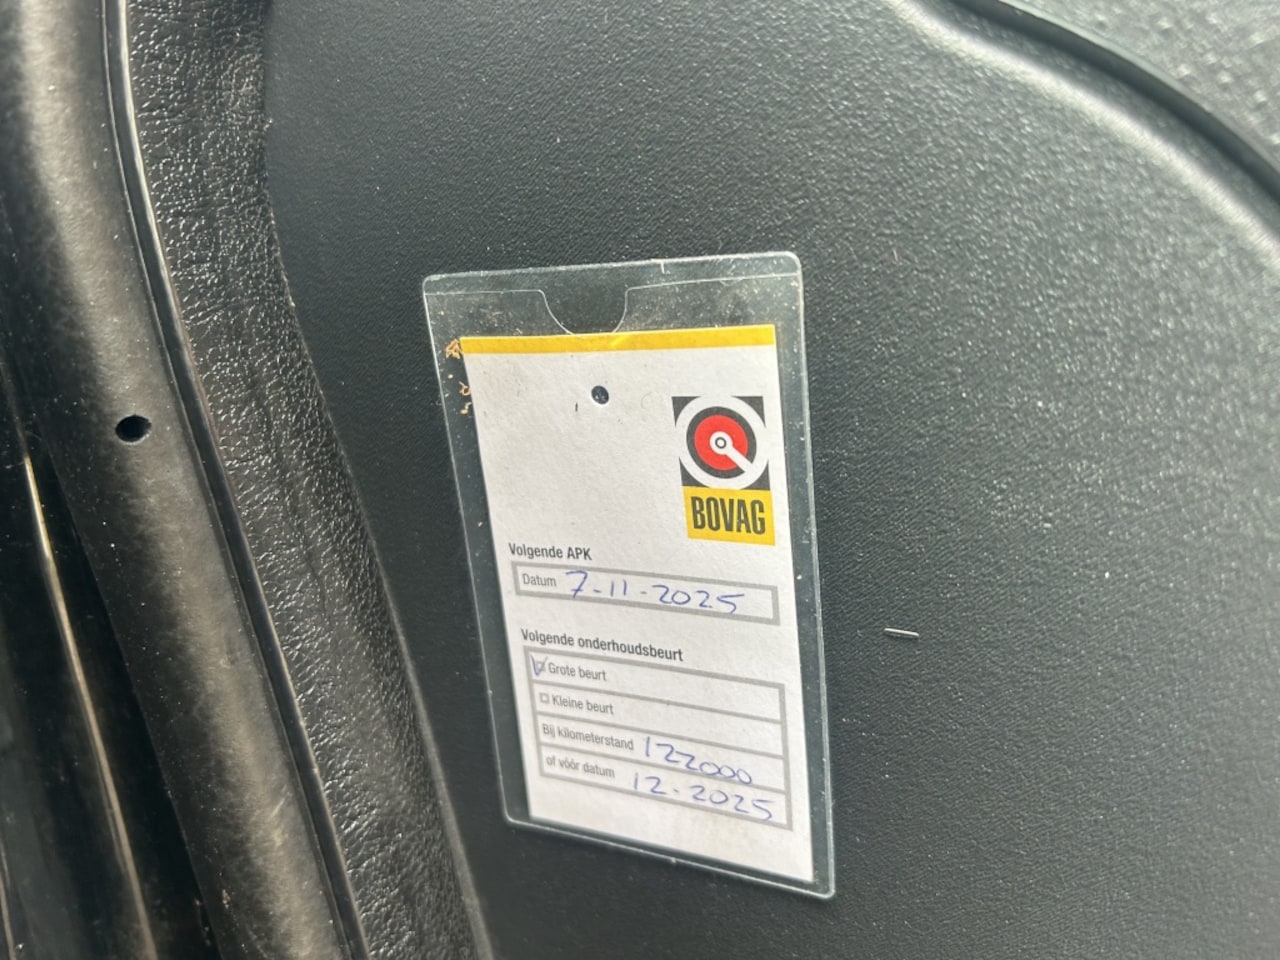 BOVAG
Volgende APK
Datum 7-11-2025
Volgende onderhoudsbeurt
Grote beurt
Kleine beurt
Bij kilometerstand 122000
of vóór datum 12-2025